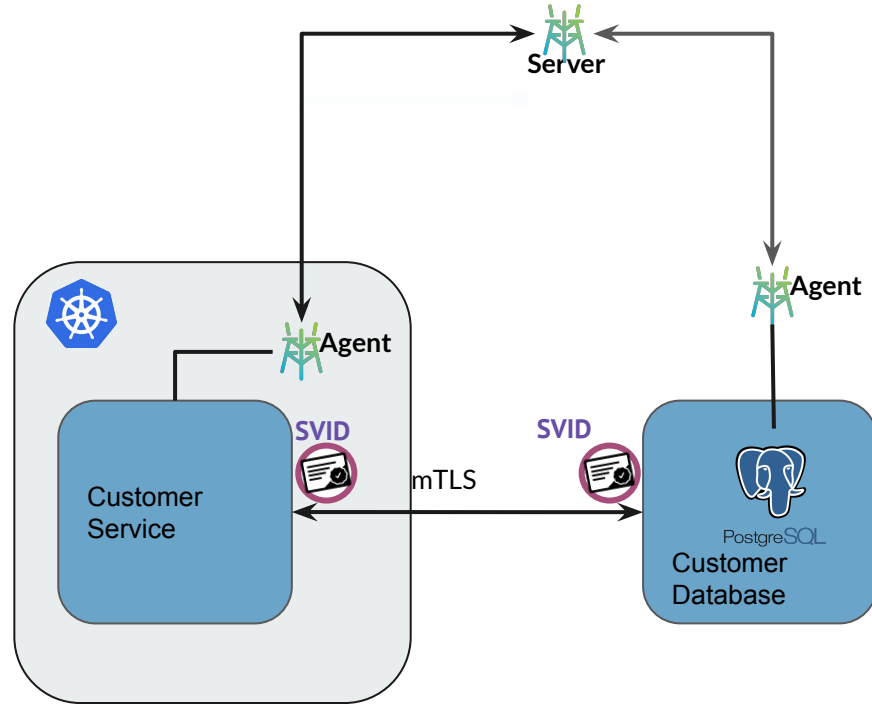 Server
Agent
Agent
SVID
SVID
mTLS
Customer
Service
PostgreSQL
Customer
Database